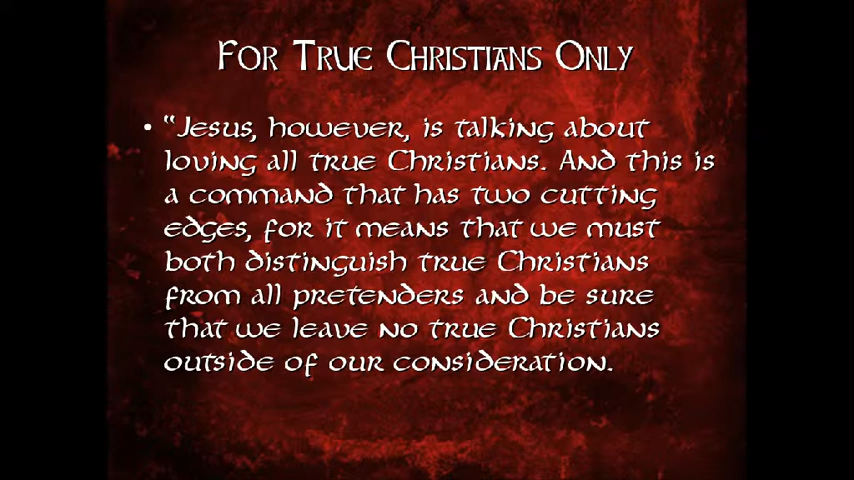 For True Christians Only
• “Jesus, however, is talking about
loving all true Christians. And this is
a command that has two cutting
edges, for it means that we must
both distinguish true Christians
from all pretenders and be sure
that we leave no true Christians
outside of our consideration.